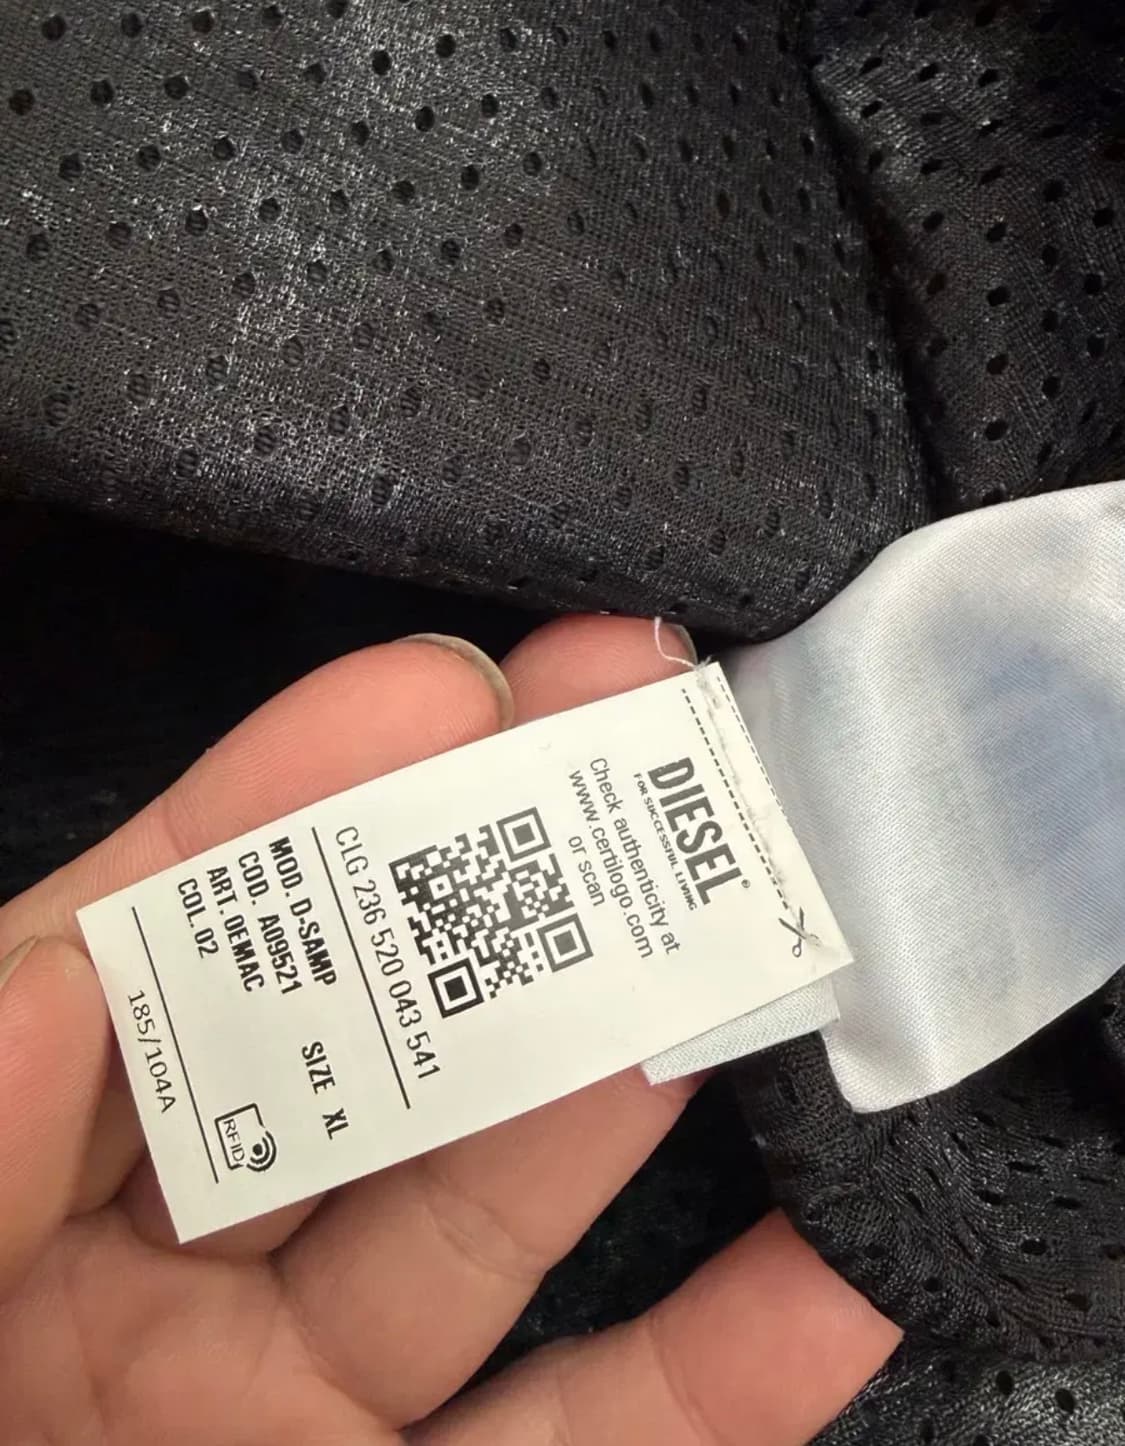 DIESEL®
FOR SUCCESSFUL LIVING
Check authenticity at
www.certilogo.com
or scan
CLG 236 520 043 541
MOD. D-SAMP SIZE XL
COD. A09521
ART. 0EMAC
COL. 02
RFID
185/104A